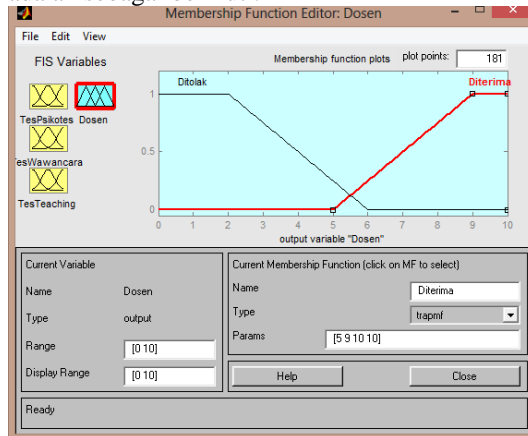 Membership Function Editor: Dosen
File Edit View
FIS Variables
TesPsikotes Dosen
esWawancara
TesTeaching
Membership function plots plot points: 181
Ditolak Diterima
1
0.5
0
0 1 2 3 4 5 6 7 8 9 10
output variable "Dosen"
Current Variable
Name Dosen
Type output
Range [0 10]
Display Range [0 10]
Current Membership Function (click on MF to select)
Name Diterima
Type trapmf
Params [5 9 10 10]
Help Close
Ready